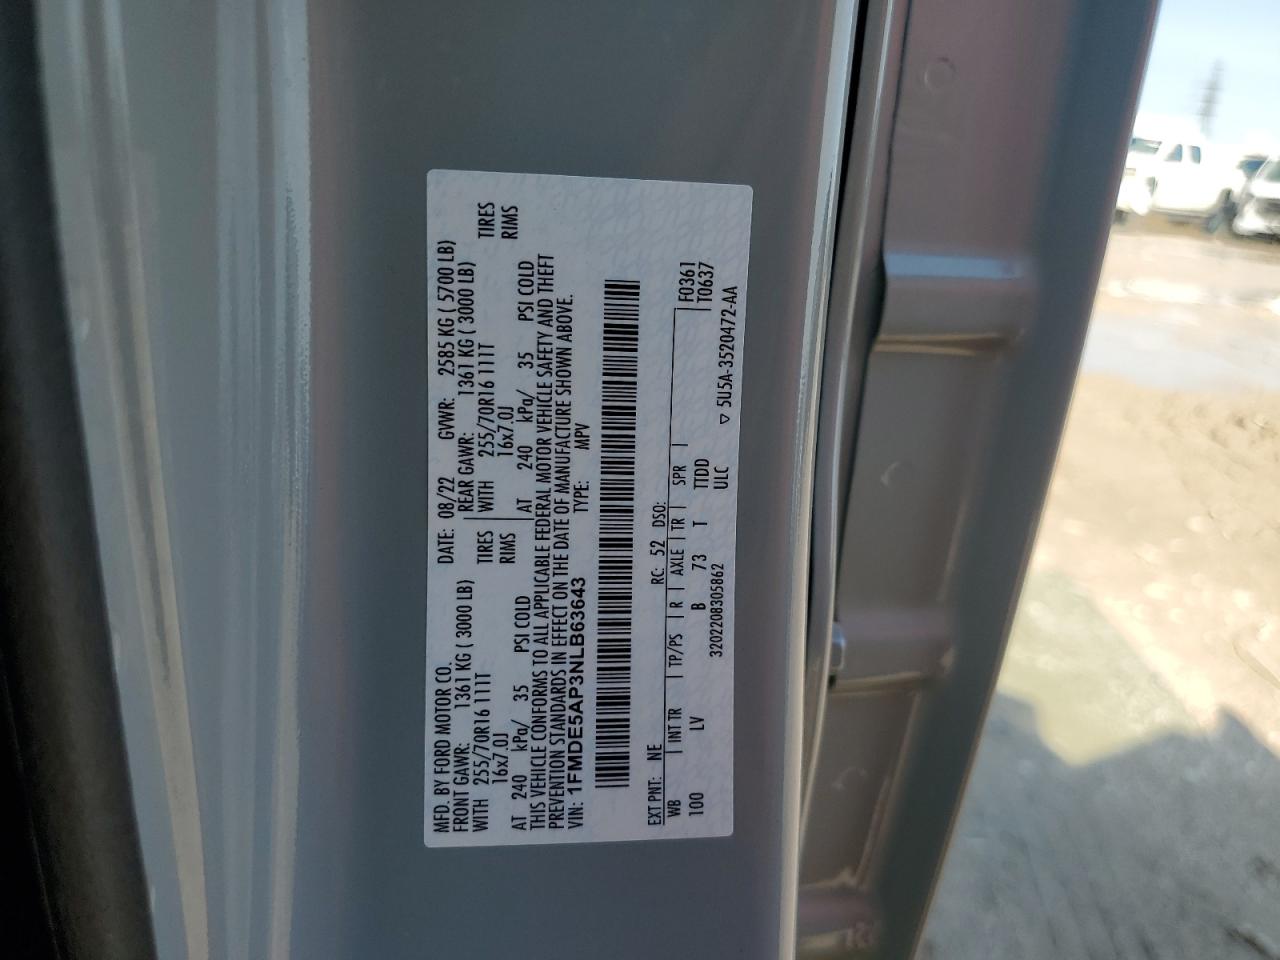 MFD. BY FORD MOTOR CO. DATE: 08/22 GVWR: 2585 KG ( 5700 LB)
FRONT GAWR: 1361 KG ( 3000 LB) REAR GAWR: 1361 KG ( 3000 LB)
WITH 255/70R16 111T TIRES WITH 255/70R16 111T TIRES
16x7.0J RIMS 16x7.0J RIMS
AT 240 kPa/ 35 PSI COLD AT 240 kPa/ 35 PSI COLD
THIS VEHICLE CONFORMS TO ALL APPLICABLE FEDERAL MOTOR VEHICLE SAFETY AND THEFT
PREVENTION STANDARDS IN EFFECT ON THE DATE OF MANUFACTURE SHOWN ABOVE.
VIN: 1FMDE5AP3NLB63643 TYPE: MPV
EXT PNT: NE RC: 52 DSO:
WB INT TR TP/PS R AXLE TR SPR F0361
100 LV B 73 T TTDD T0637
3202208305862 ULC ▽ 5U5A-3520472-AA